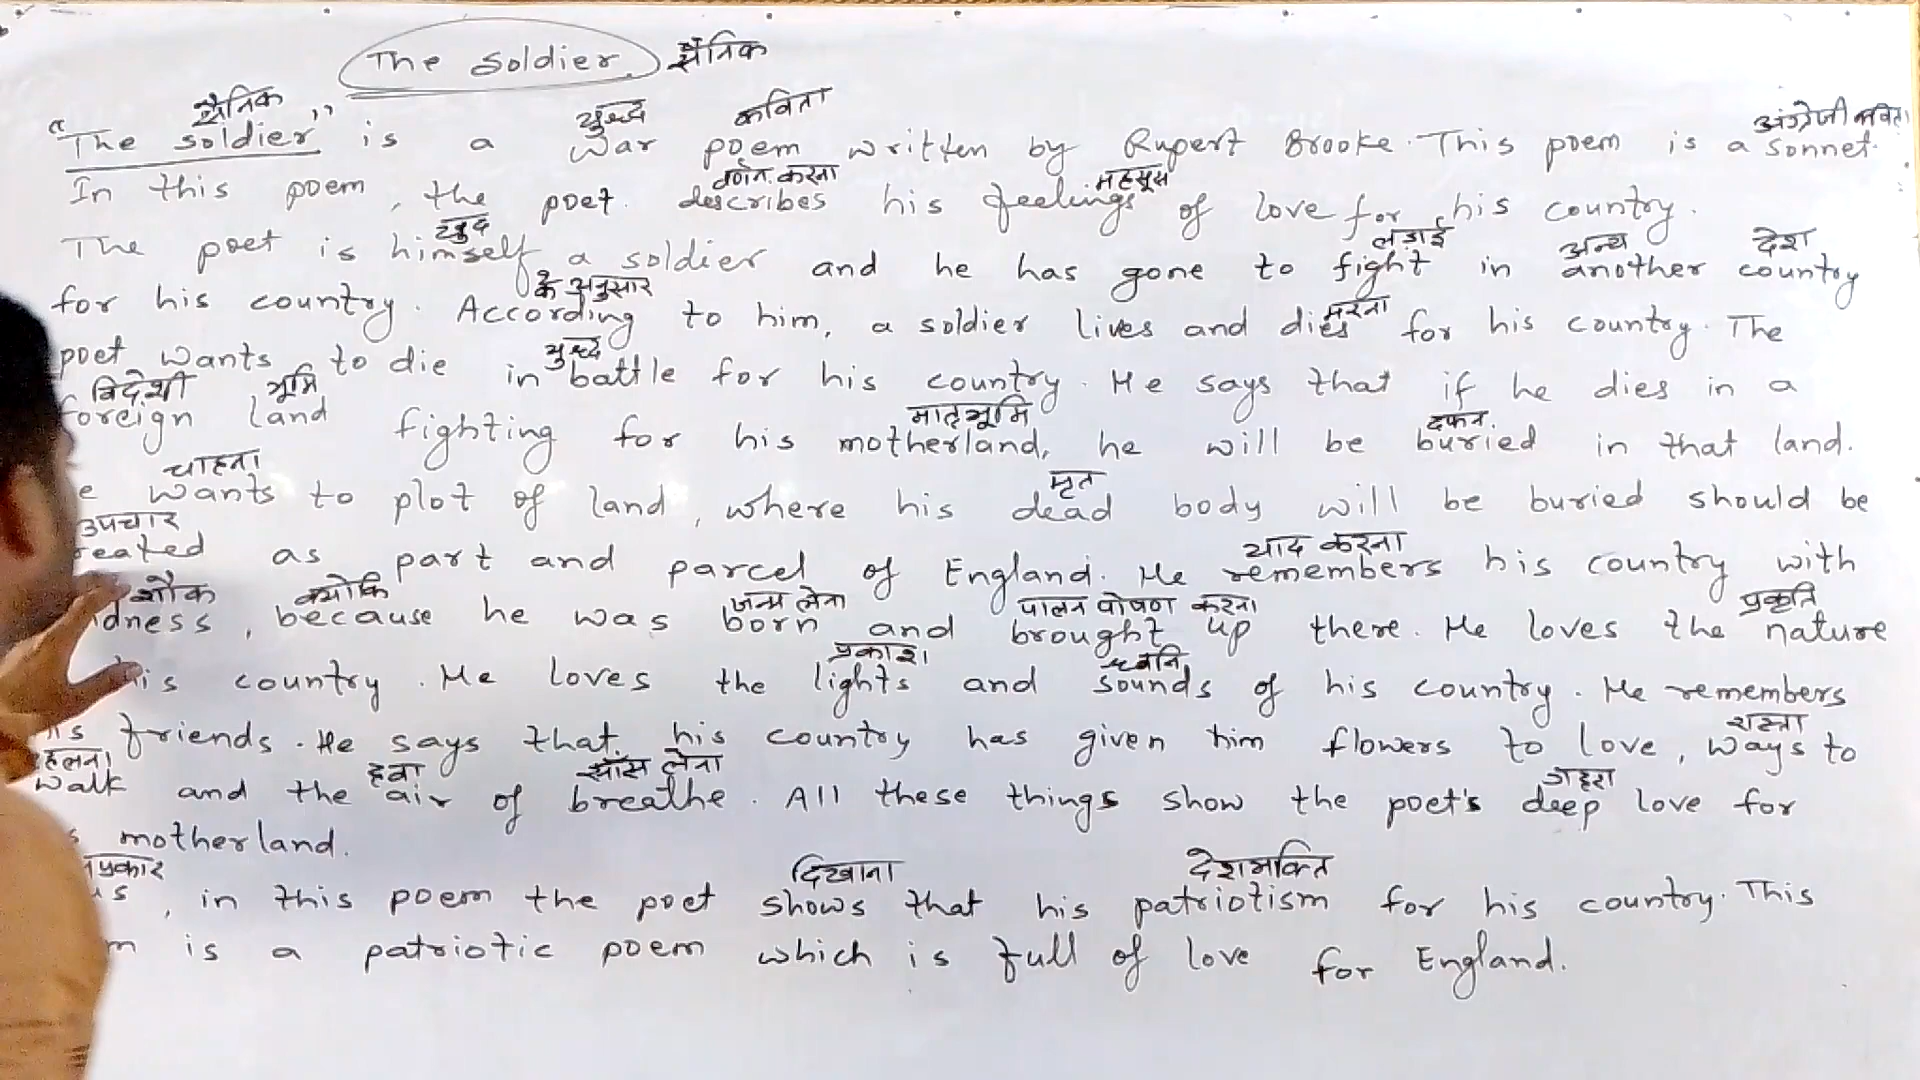 The soldier सैनिक
सैनिक युद्ध कविता अंग्रेजी कविता
"The soldier" is a war poem written by Rupert Brooke. This poem is a sonnet.
वर्णन करना महसूस
In this poem, the poet describes his feelings of love for his country.
खुद लड़ाई अन्य देश
The poet is himself a soldier and he has gone to fight in another country
के अनुसार मरना
for his country. According to him, a soldier lives and dies for his country. The
युद्ध
poet wants to die in battle for his country. He says that if he dies in a
विदेशी भूमि मातृभूमि दफन
foreign land fighting for his motherland, he will be buried in that land.
चाहना मृत
e wants to plot of land, where his dead body will be buried should be
उपचार याद करना
reated as part and parcel of England. He remembers his country with
शौक क्योकि जन्म लेना पालन पोषण करना प्रकृति
dness, because he was born and brought up there. He loves the nature
प्रकाश ध्वनि
his country. He loves the lights and sounds of his country. He remembers
रास्ता
is friends. He says that his country has given him flowers to love, ways to
हलना हवा साँस लेना गहरा
walk and the air of breathe. All these things show the poet's deep love for
s motherland.
प्रकार दिखाना देशभक्ति
us, in this poem the poet shows that his patriotism for his country. This
m is a patriotic poem which is full of love for England.